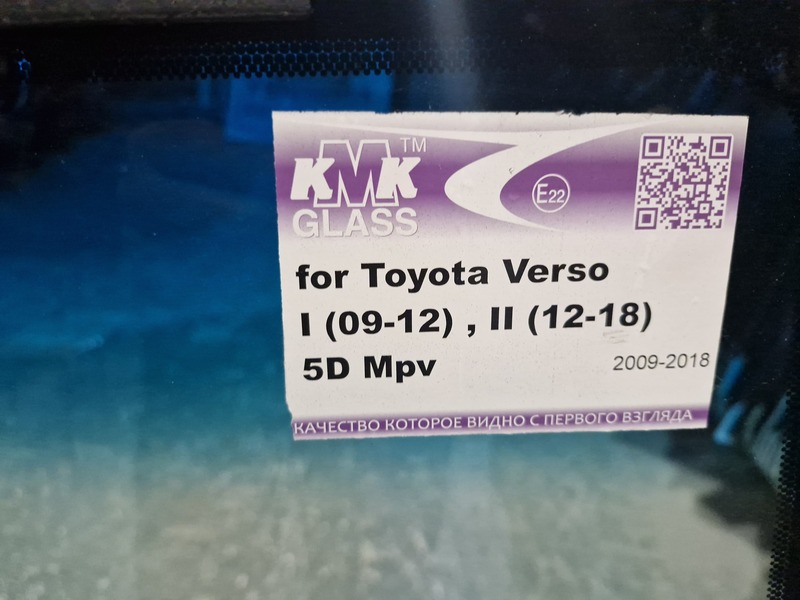 KMK™
GLASS
E22
for Toyota Verso
I (09-12) , II (12-18)
5D Mpv
2009-2018
КАЧЕСТВО КОТОРОЕ ВИДНО С ПЕРВОГО ВЗГЛЯДА